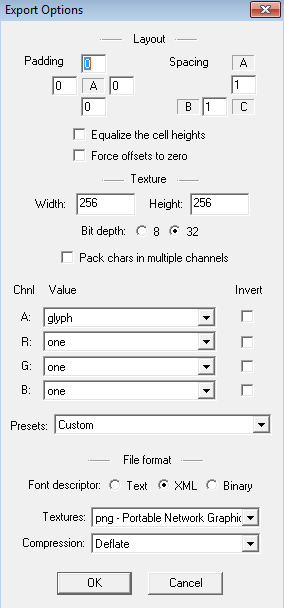 Export Options
Layout
Padding 0 Spacing A
0 A 0 1
0 B 1 C
Equalize the cell heights
Force offsets to zero
Texture
Width: 256 Height: 256
Bit depth: 8 32
Pack chars in multiple channels
Chnl Value Invert
A: glyph
R: one
G: one
B: one
Presets: Custom
File format
Font descriptor: Text XML Binary
Textures: png - Portable Network Graphic
Compression: Deflate
OK Cancel